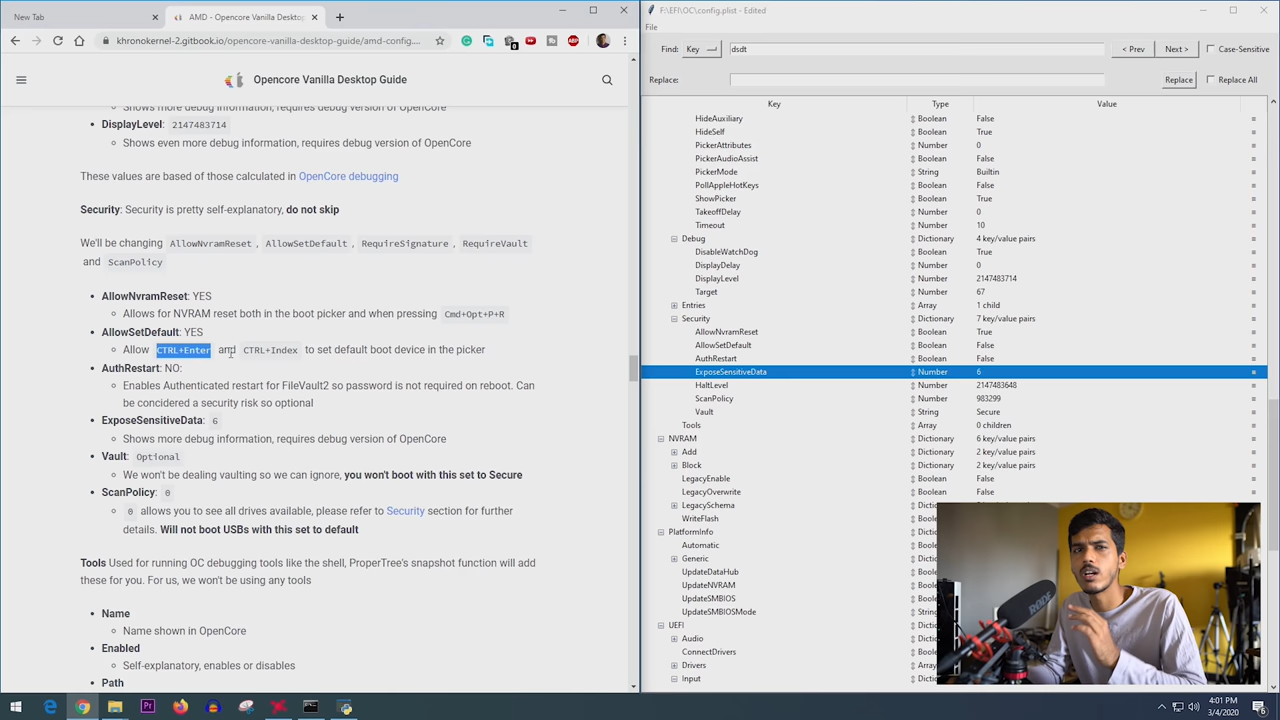 New Tab
AMD - Opencore Vanilla Desktop
khronokernel-2.gitbook.io/opencore-vanilla-desktop-guide/amd-config....
Opencore Vanilla Desktop Guide
Shows more debug information, requires debug version of OpenCore
DisplayLevel: 2147483714
Shows even more debug information, requires debug version of OpenCore
These values are based of those calculated in OpenCore debugging
Security: Security is pretty self-explanatory, do not skip
We'll be changing AllowNvramReset, AllowSetDefault, RequireSignature, RequireVault
and ScanPolicy
AllowNvramReset: YES
Allows for NVRAM reset both in the boot picker and when pressing Cmd+Opt+P+R
AllowSetDefault: YES
Allow CTRL+Enter and CTRL+Index to set default boot device in the picker
AuthRestart: NO:
Enables Authenticated restart for FileVault2 so password is not required on reboot. Can
be concidered a security risk so optional
ExposeSensitiveData: 6
Shows more debug information, requires debug version of OpenCore
Vault: Optional
We won't be dealing vaulting so we can ignore, you won't boot with this set to Secure
ScanPolicy: 0
0 allows you to see all drives available, please refer to Security section for further
details. Will not boot USBs with this set to default
Tools Used for running OC debugging tools like the shell, ProperTree's snapshot function will add
these for you. For us, we won't be using any tools
Name
Name shown in OpenCore
Enabled
Self-explanatory, enables or disables
Path
F:\EFI\OC\config.plist - Edited
File
Find: Key dsdt < Prev Next > Case-Sensitive
Replace: Replace Replace All
Key Type Value
HideAuxiliary Boolean False
HideSelf Boolean True
PickerAttributes Number 0
PickerAudioAssist Boolean False
PickerMode String Builtin
PollAppleHotKeys Boolean False
ShowPicker Boolean True
TakeoffDelay Number 0
Timeout Number 10
Debug Dictionary 4 key/value pairs
DisableWatchDog Boolean True
DisplayDelay Number 0
DisplayLevel Number 2147483714
Target Number 67
Entries Array 1 child
Security Dictionary 7 key/value pairs
AllowNvramReset Boolean True
AllowSetDefault Boolean False
AuthRestart Boolean False
ExposeSensitiveData Number 6
HaltLevel Number 2147483648
ScanPolicy Number 983299
Vault String Secure
Tools Array 0 children
NVRAM Dictionary 6 key/value pairs
Add Dictionary 2 key/value pairs
Block Dictionary 2 key/value pairs
LegacyEnable Boolean False
LegacyOverwrite Boolean False
LegacySchema
WriteFlash
PlatformInfo
Automatic
Generic
UpdateDataHub
UpdateNVRAM
UpdateSMBIOS
UpdateSMBIOSMode
UEFI
Audio
ConnectDrivers
Drivers
Input
RODE
4:01 PM
3/4/2020